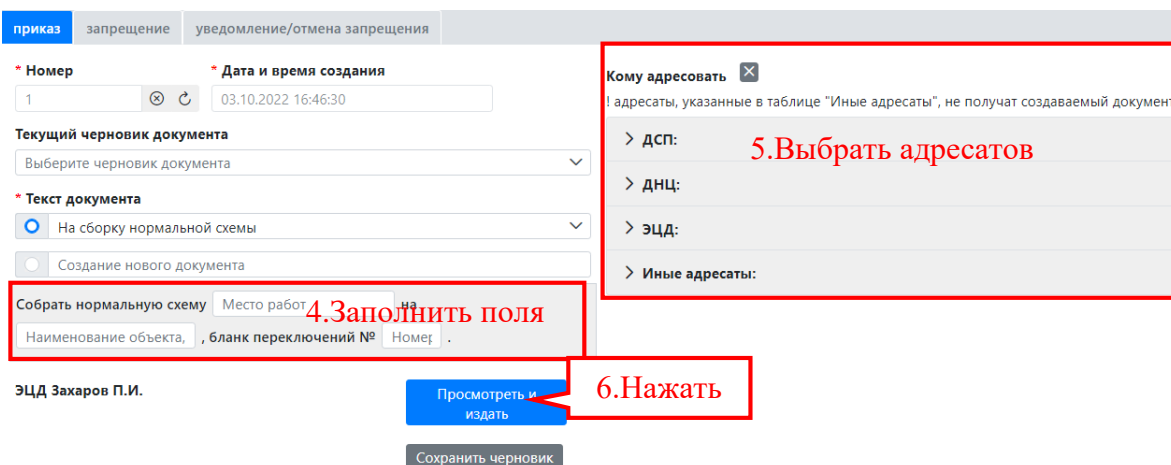 приказ
запрещение
уведомление/отмена запрещения
* Номер
* Дата и время создания
1
03.10.2022 16:46:30
Текущий черновик документа
Выберите черновик документа
* Текст документа
На сборку нормальной схемы
Создание нового документа
Собрать нормальную схему Место работ на
Наименование объекта, , бланк переключений № Номер .
4.Заполнить поля
ЭЦД Захаров П.И.
Просмотреть и
издать
Сохранить черновик
6.Нажать
Кому адресовать
! адресаты, указанные в таблице "Иные адресаты", не получат создаваемый документ
ДСП:
5.Выбрать адресатов
ДНЦ:
ЭЦД:
Иные адресаты: